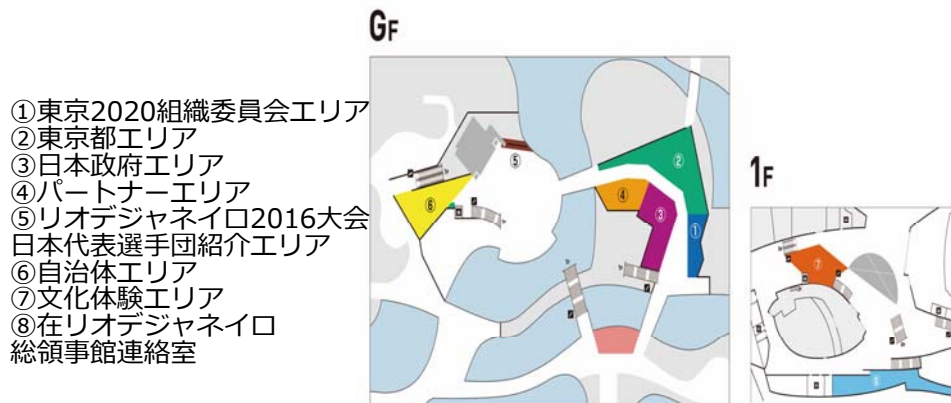 ①東京2020組織委員会エリア
②東京都エリア
③日本政府エリア
④パートナーエリア
⑤リオデジャネイロ2016大会
日本代表選手団紹介エリア
⑥自治体エリア
⑦文化体験エリア
⑧在リオデジャネイロ
総領事館連絡室
GF
⑤
②
⑥
④
③
①
1F
⑦
⑧